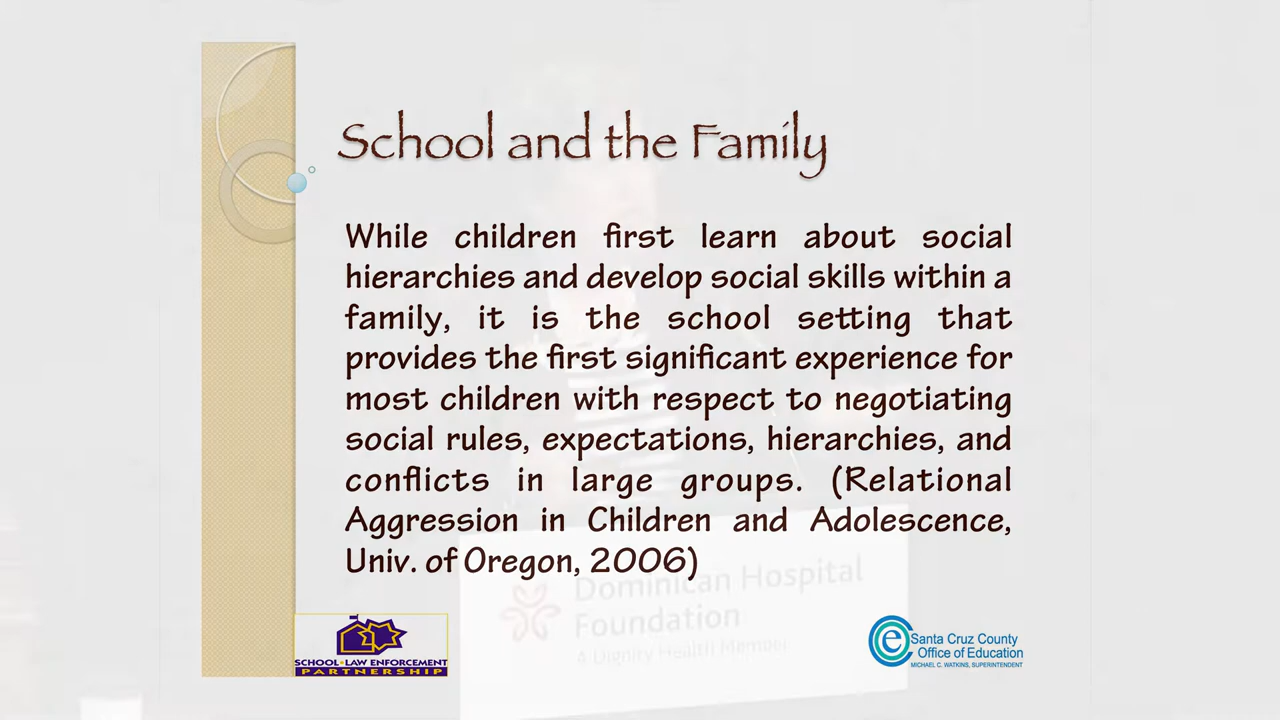 School and the Family
While children first learn about social
hierarchies and develop social skills within a
family, it is the school setting that
provides the first significant experience for
most children with respect to negotiating
social rules, expectations, hierarchies, and
conflicts in large groups. (Relational
Aggression in Children and Adolescence,
Univ. of Oregon, 2006)
Dominican Hospital
Foundation
A Dignity Health Member
SCHOOL LAW ENFORCEMENT
PARTNERSHIP
Santa Cruz County
Office of Education
MICHAEL C. WATKINS, SUPERINTENDENT